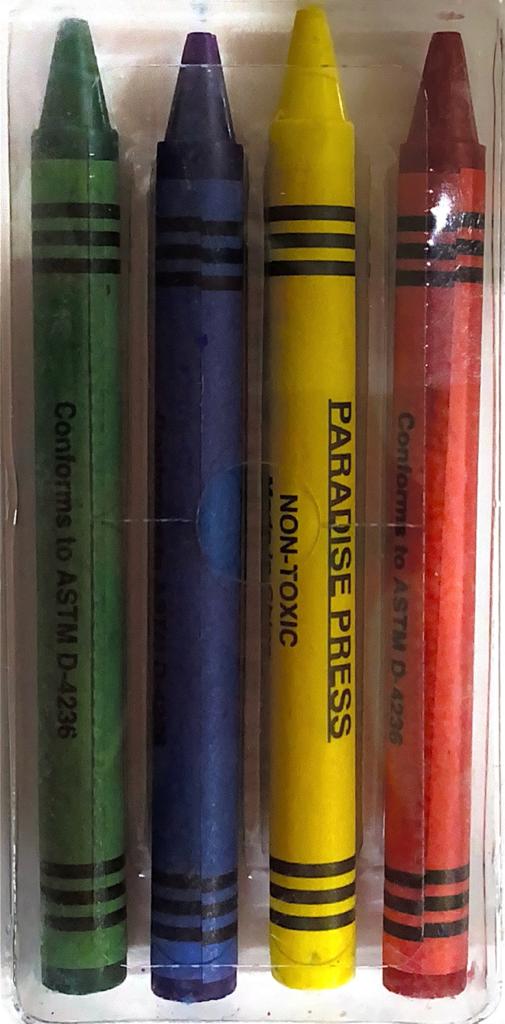 Conforms to ASTM D-4236
PARADISE PRESS
NON-TOXIC
Conforms to ASTM D-4236